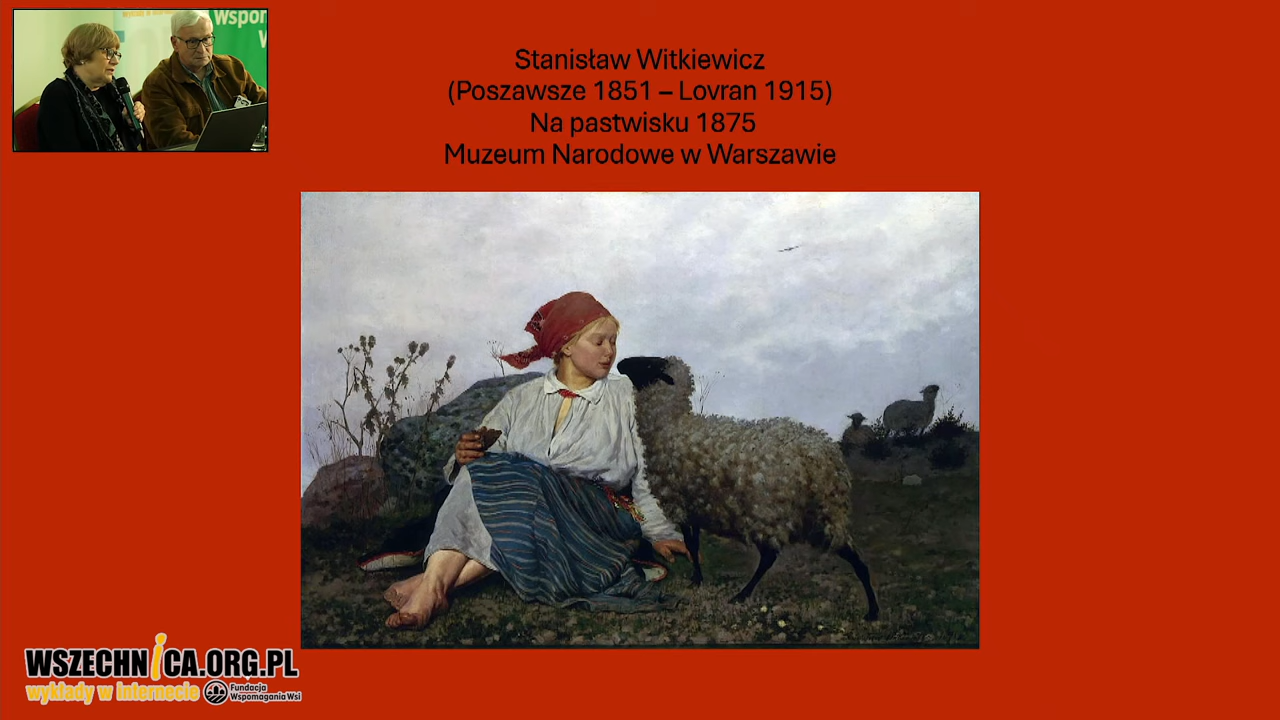 Wspom
W
Stanisław Witkiewicz
(Poszawsze 1851 – Lovran 1915)
Na pastwisku 1875
Muzeum Narodowe w Warszawie
WSZECHNiCA.ORG.PL
wykłady w internecie
Fundacja
Wspomagania Wsi